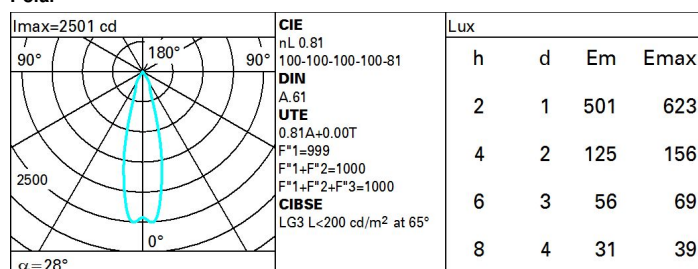 Polar
Imax=2501 cd
90° 180° 90°
2500
0°
α=28°
CIE
nL 0.81
100-100-100-100-81
DIN
A.61
UTE
0.81A+0.00T
F"1=999
F"1+F"2=1000
F"1+F"2+F"3=1000
CIBSE
LG3 L<200 cd/m² at 65°
Lux
h d Em Emax
2 1 501 623
4 2 125 156
6 3 56 69
8 4 31 39